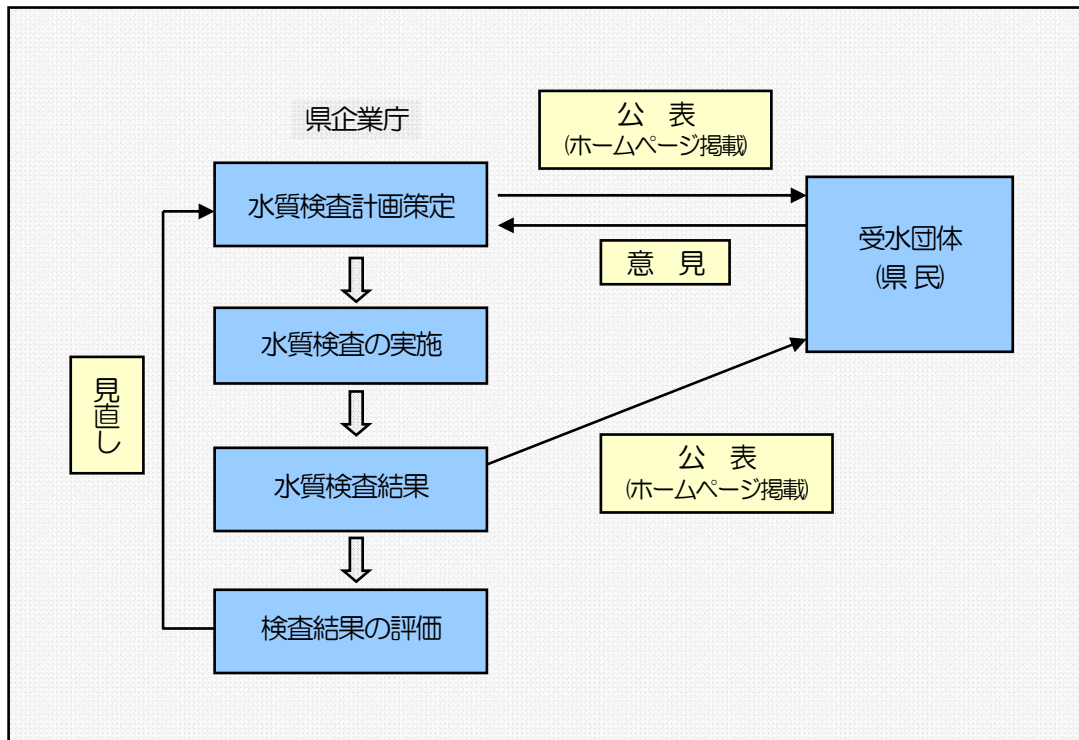 県企業庁
公 表
(ホームページ掲載)
水質検査計画策定
意 見
受水団体
(県 民)
水質検査の実施
見直し
水質検査結果
公 表
(ホームページ掲載)
検査結果の評価